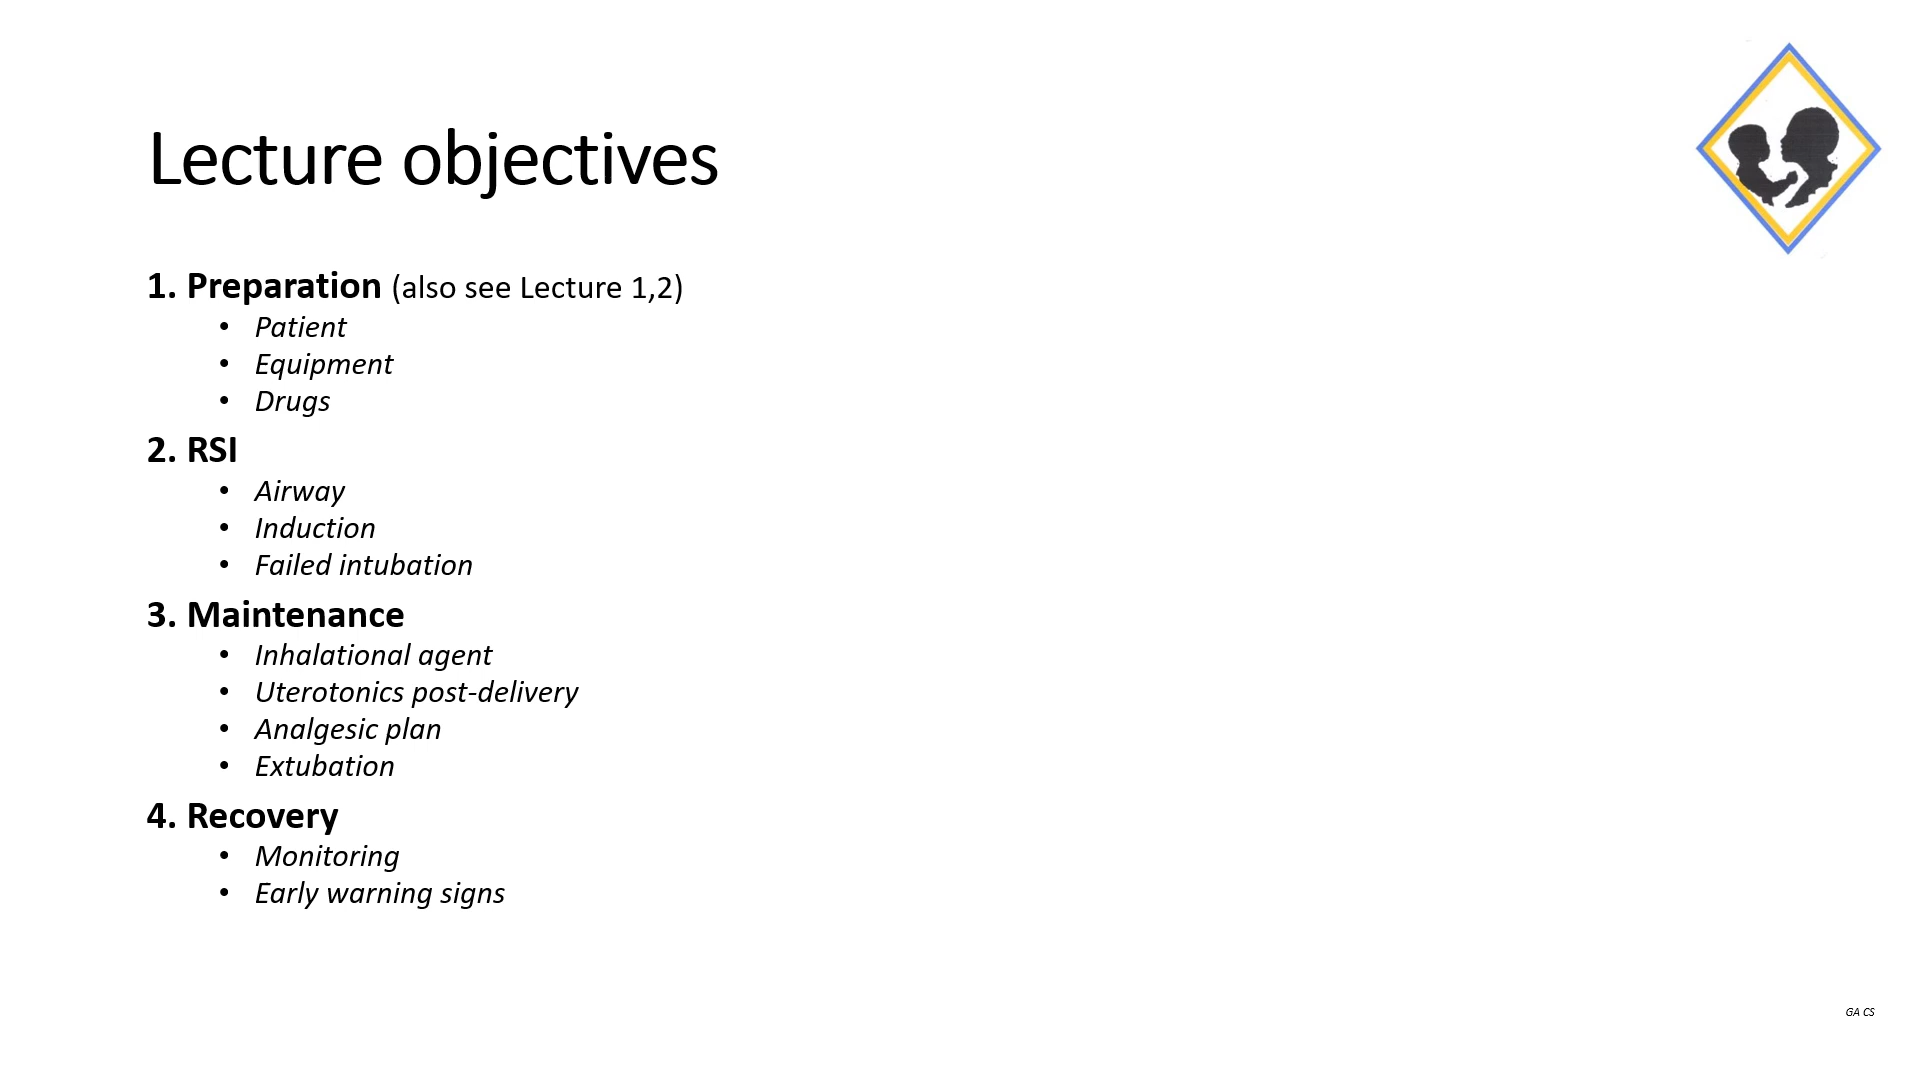 Lecture objectives
1. Preparation (also see Lecture 1,2)
• Patient
• Equipment
• Drugs
2. RSI
• Airway
• Induction
• Failed intubation
3. Maintenance
• Inhalational agent
• Uterotonics post-delivery
• Analgesic plan
• Extubation
4. Recovery
• Monitoring
• Early warning signs
GA CS